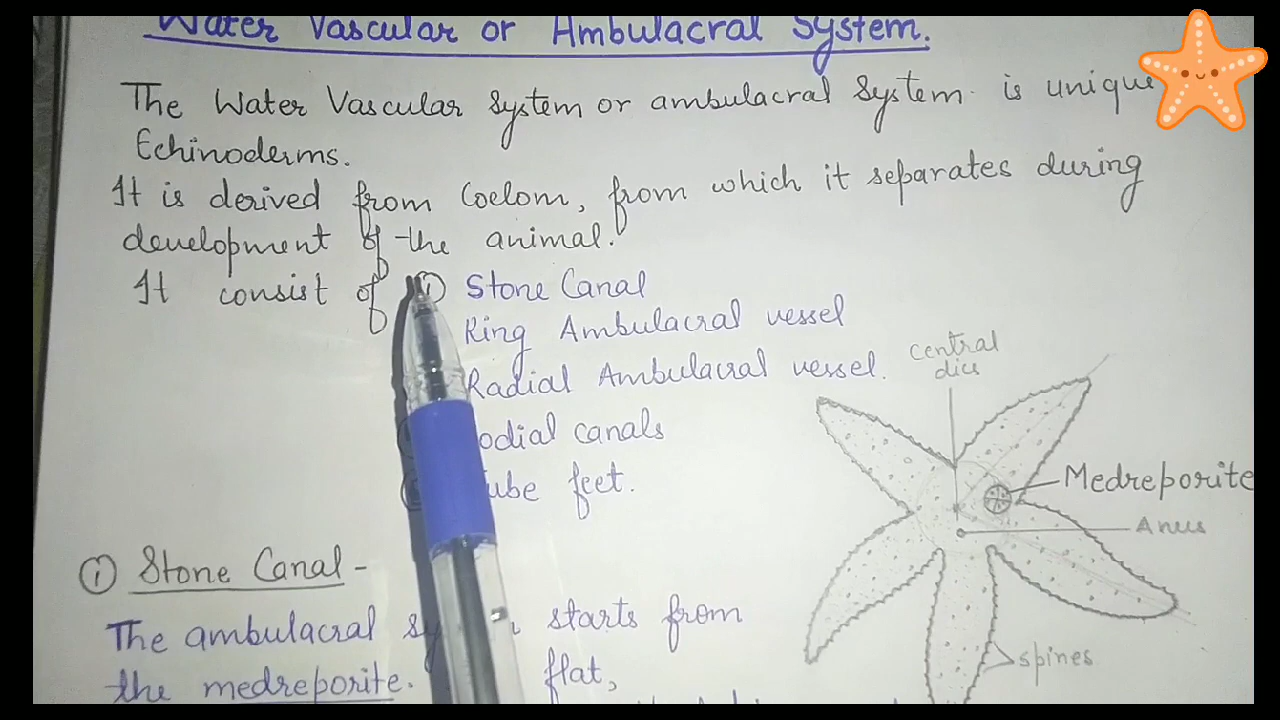 Water Vascular or Ambulacral System.
The Water Vascular System or ambulacral System is unique
Echinoderms.
It is derived from Coelom, from which it separates during
development of the animal.
It consist of ① Stone Canal
Ring Ambulacral vessel
Radial Ambulacral vessel.
odial canals
ube feet.
central
dics
Medreporite
Anus
spines
① Stone Canal -
The ambulacral sy starts from
the medreporite. flat,